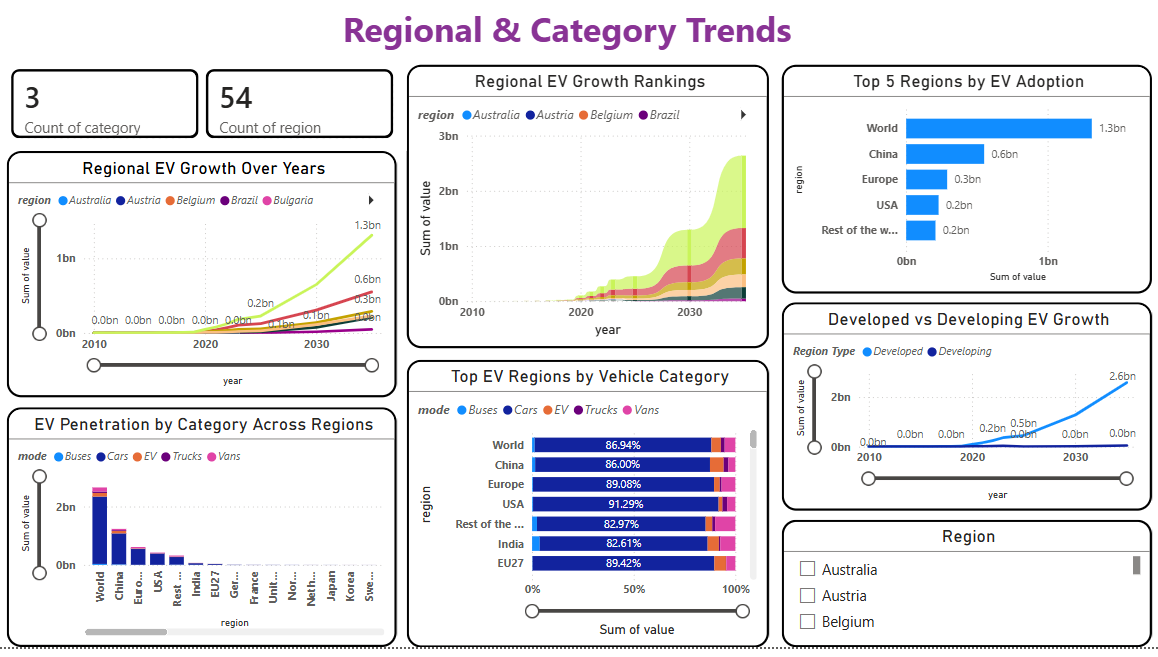 Regional & Category Trends
3
Count of category
54
Count of region
Regional EV Growth Over Years
region Australia Austria Belgium Brazil Bulgaria
Sum of value
1.3bn
1bn
0.6bn
0.3bn
0.2bn
0.0bn 0.0bn 0.0bn 0.0bn 0.0bn 0.1bn 0.1bn 0.0bn
0bn
2010 2020 2030
year
EV Penetration by Category Across Regions
mode Buses Cars EV Trucks Vans
Sum of value
2bn
0bn
World China Euro... USA Rest ... India EU27 Ger... France Unit... Nor... Neth... Japan Korea Swe...
region
Regional EV Growth Rankings
region Australia Austria Belgium Brazil
Sum of value
3bn
2bn
1bn
0bn
2010 2020 2030
year
Top EV Regions by Vehicle Category
mode Buses Cars EV Trucks Vans
region
World 86.94%
China 86.00%
Europe 89.08%
USA 91.29%
Rest of the ... 82.97%
India 82.61%
EU27 89.42%
0% 50% 100%
Sum of value
Top 5 Regions by EV Adoption
region
World 1.3bn
China 0.6bn
Europe 0.3bn
USA 0.2bn
Rest of the w... 0.2bn
0bn 1bn
Sum of value
Developed vs Developing EV Growth
Region Type Developed Developing
Sum of value
2.6bn
2bn
0.2bn 0.5bn
0.0bn 0.0bn 0.0bn 0.0bn 0.0bn 0.0bn
0bn
2010 2020 2030
year
Region
Australia
Austria
Belgium